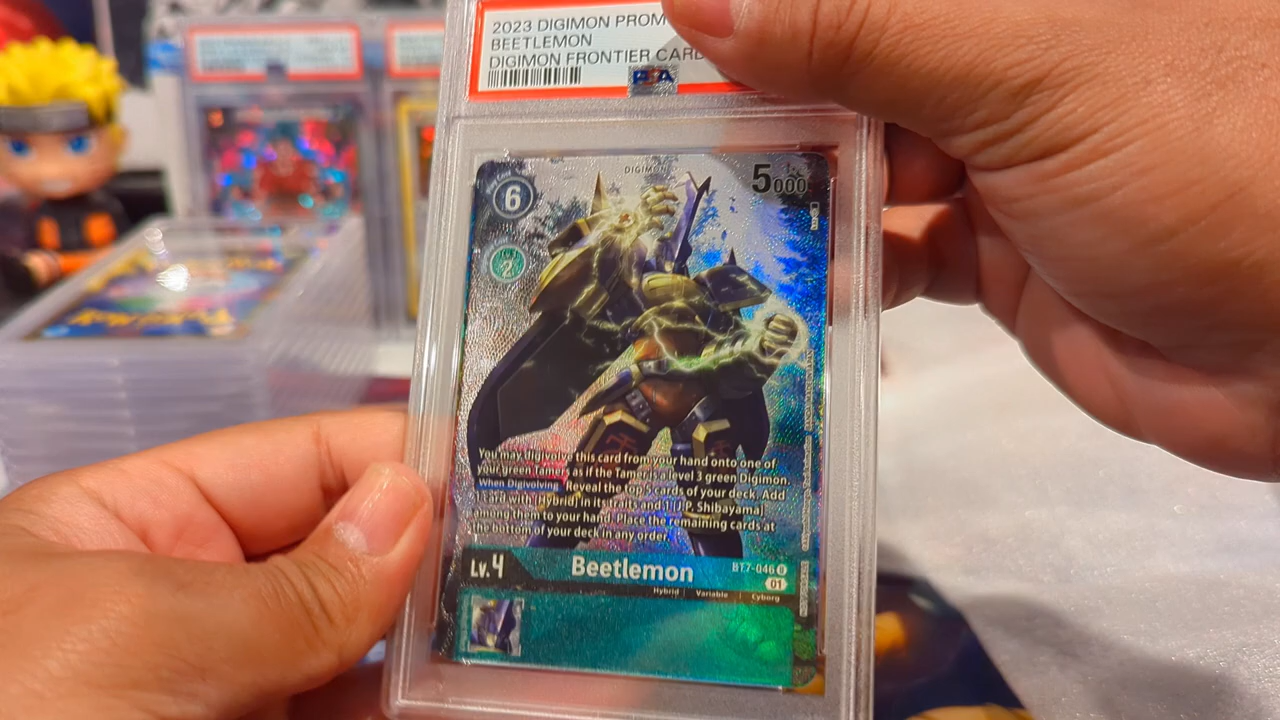 2023 DIGIMON PROM
BEETLEMON
DIGIMON FRONTIER CARD
PSA
DIGIMON
6
5000
2
You may digivolve this card from your hand onto one of
your green Tamers as if the Tamer is a level 3 green Digimon.
When Digivolving Reveal the top 5 cards of your deck. Add
1 card with [Hybrid] in its traits and 1 [J.P. Shibayama]
among them to your hand. Place the remaining cards at
the bottom of your deck in any order.
Lv.4 Beetlemon BT7-046 U
01
Hybrid Variable Cyborg